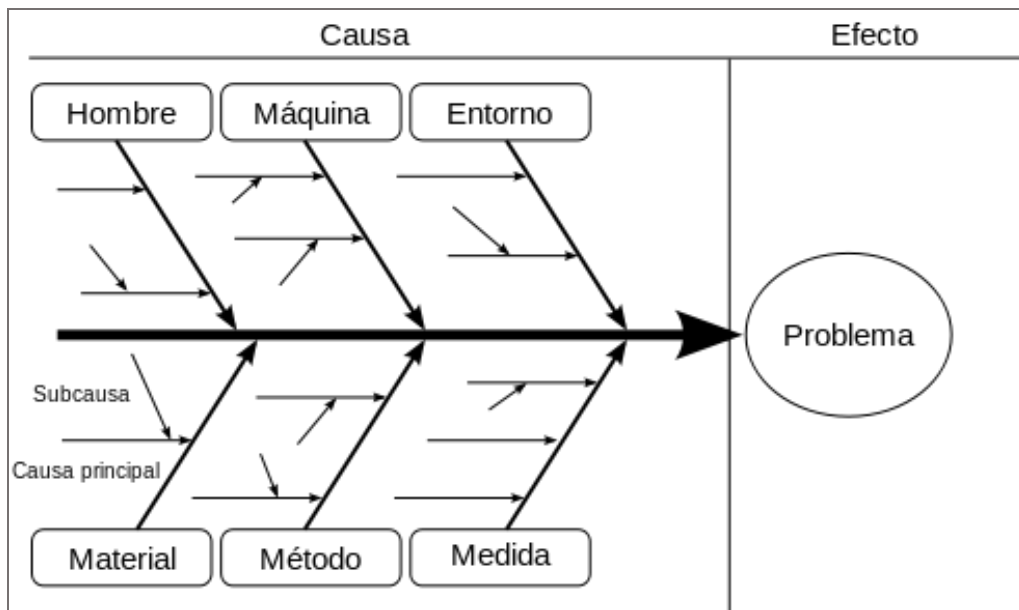 Causa
Efecto
Hombre
Máquina
Entorno
Problema
Subcausa
Causa principal
Material
Método
Medida